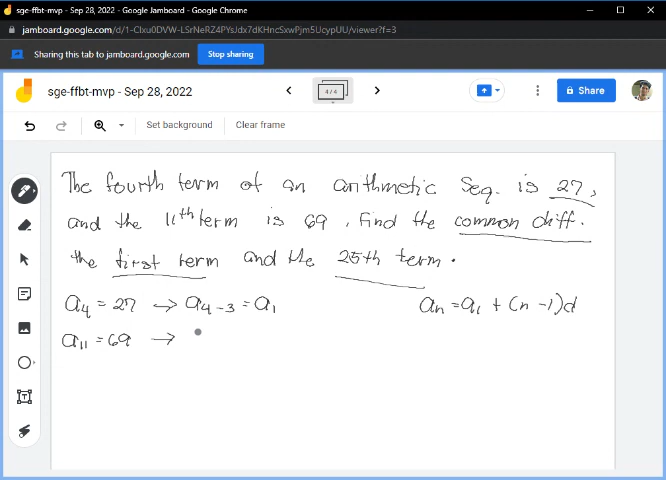 sge-ffbt-mvp - Sep 28, 2022 - Google Jamboard - Google Chrome
jamboard.google.com/d/1-Clxu0DVW-LSrNeRZ4PYsJdx7dKHncSxwPjm5UcypUU/viewer?f=3
Sharing this tab to jamboard.google.com Stop sharing
sge-ffbt-mvp - Sep 28, 2022 4/4 Share
Set background Clear frame
The fourth term of an arithmetic Seq. is 27,
and the 11th term is 69, find the common diff.
the first term and the 25th term.
a4 = 27 → a4-3 = a1 an = a1 + (n-1)d
a11 = 69 →